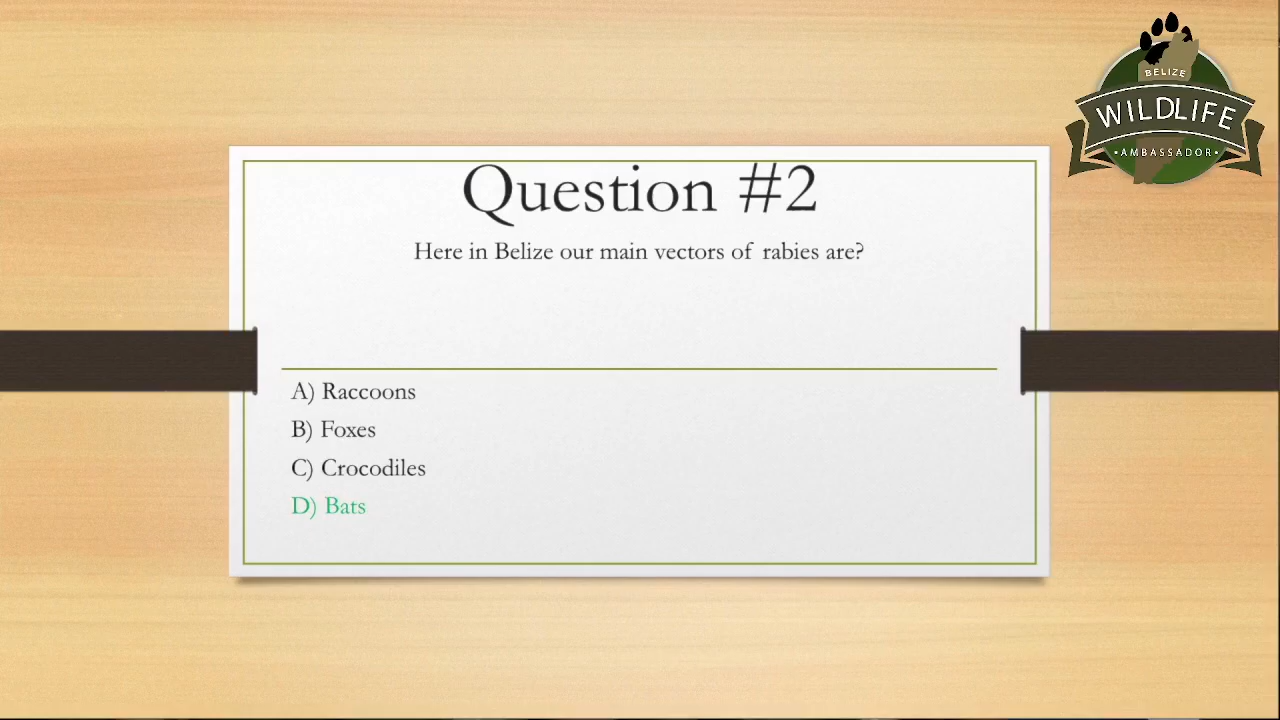 BELIZE
WILDLIFE
•AMBASSADOR•
Question #2
Here in Belize our main vectors of rabies are?
A) Raccoons
B) Foxes
C) Crocodiles
D) Bats